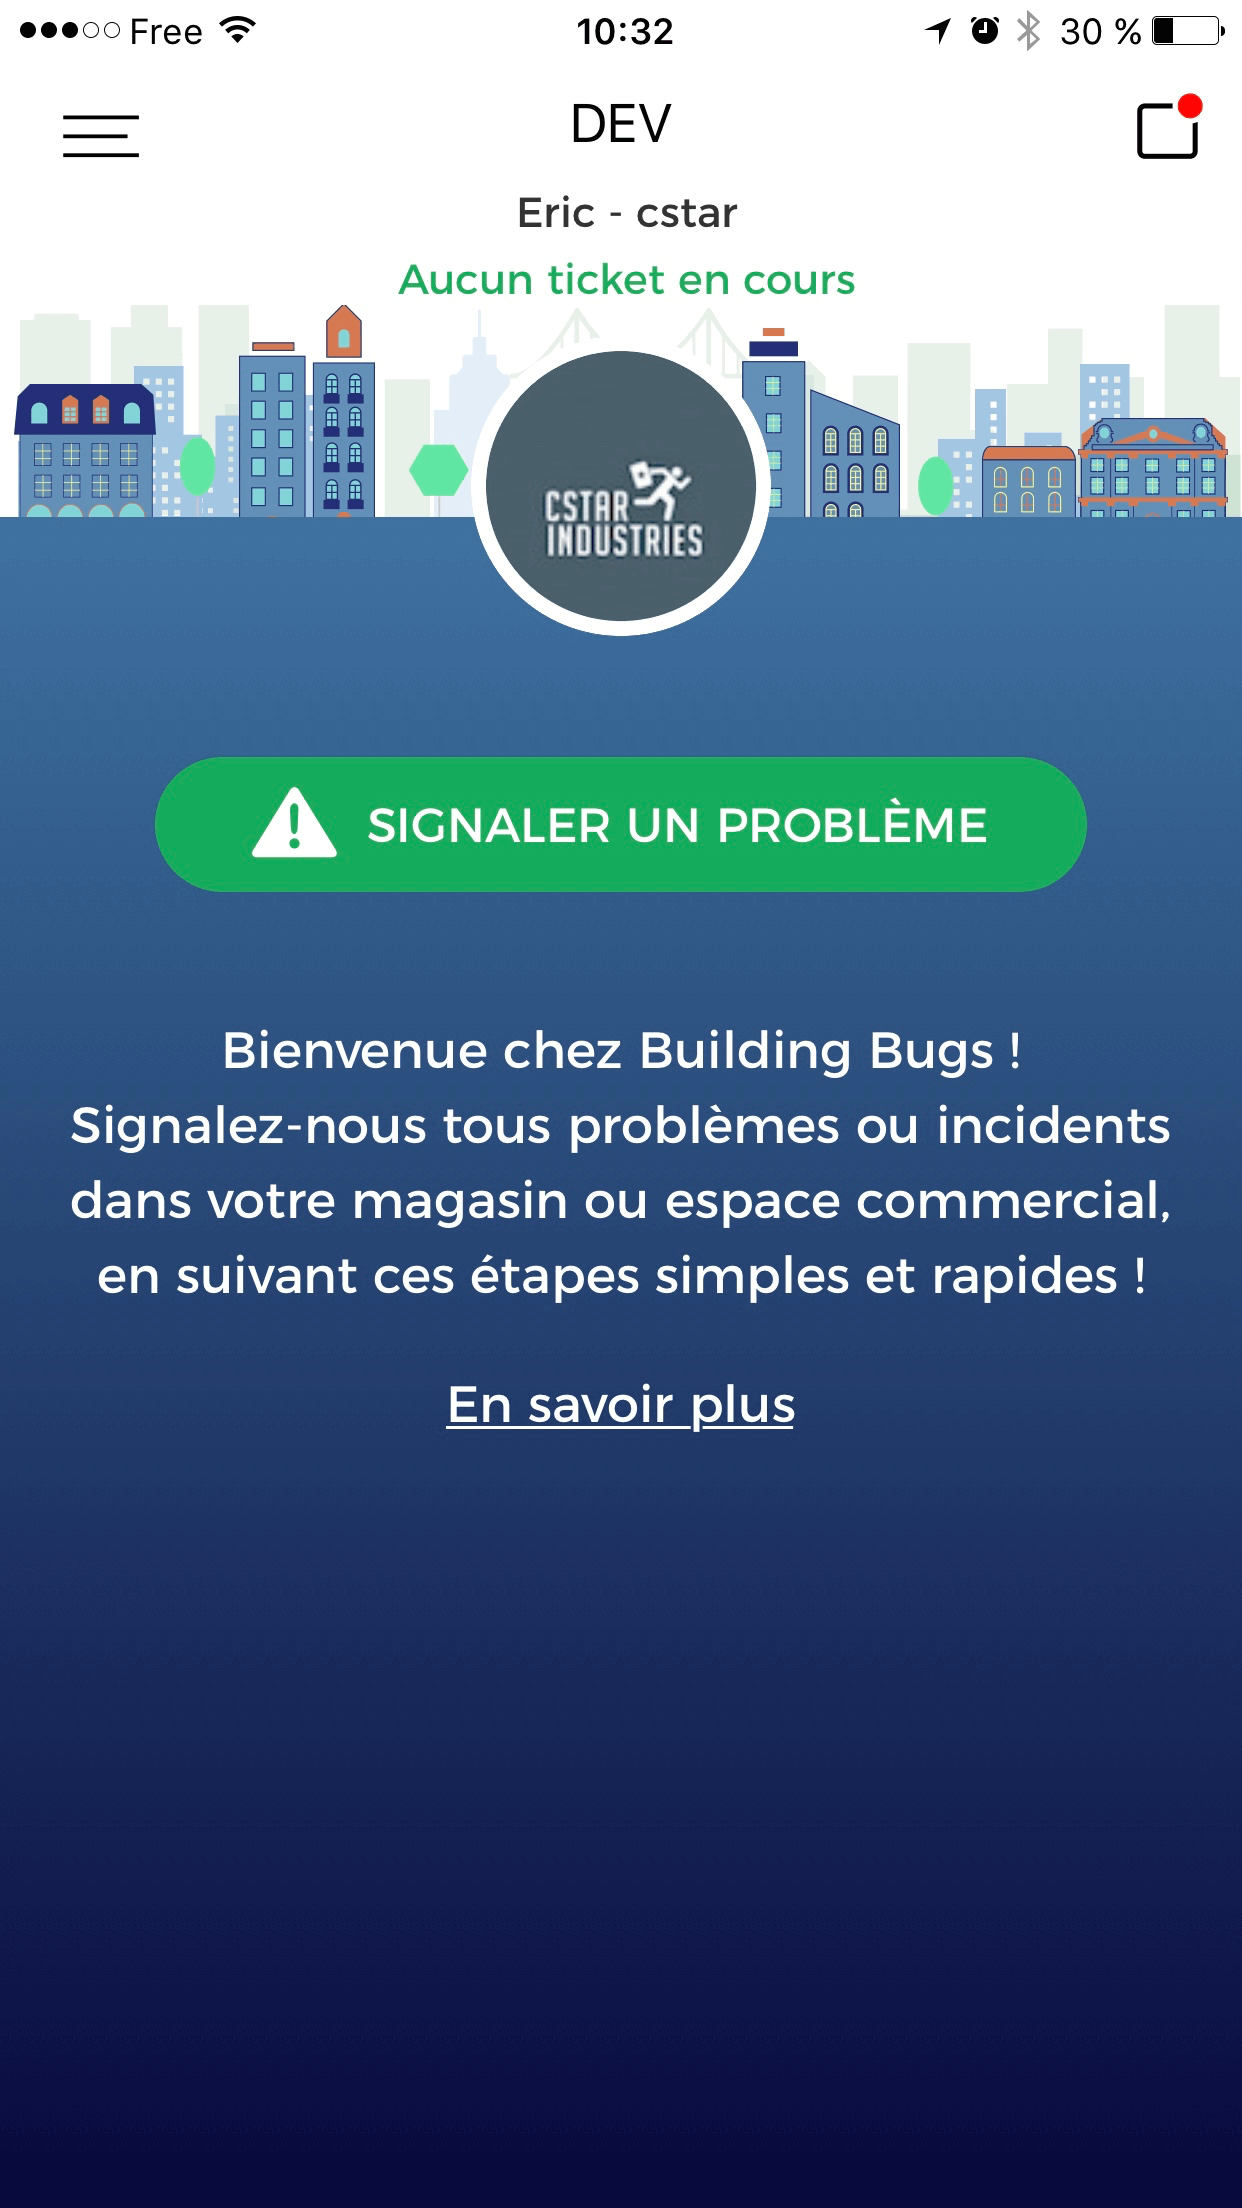 Free
10:32
30 %
DEV
Eric - cstar
Aucun ticket en cours
CSTAR
INDUSTRIES
SIGNALER UN PROBLÈME
Bienvenue chez Building Bugs !
Signalez-nous tous problèmes ou incidents
dans votre magasin ou espace commercial,
en suivant ces étapes simples et rapides !
En savoir plus